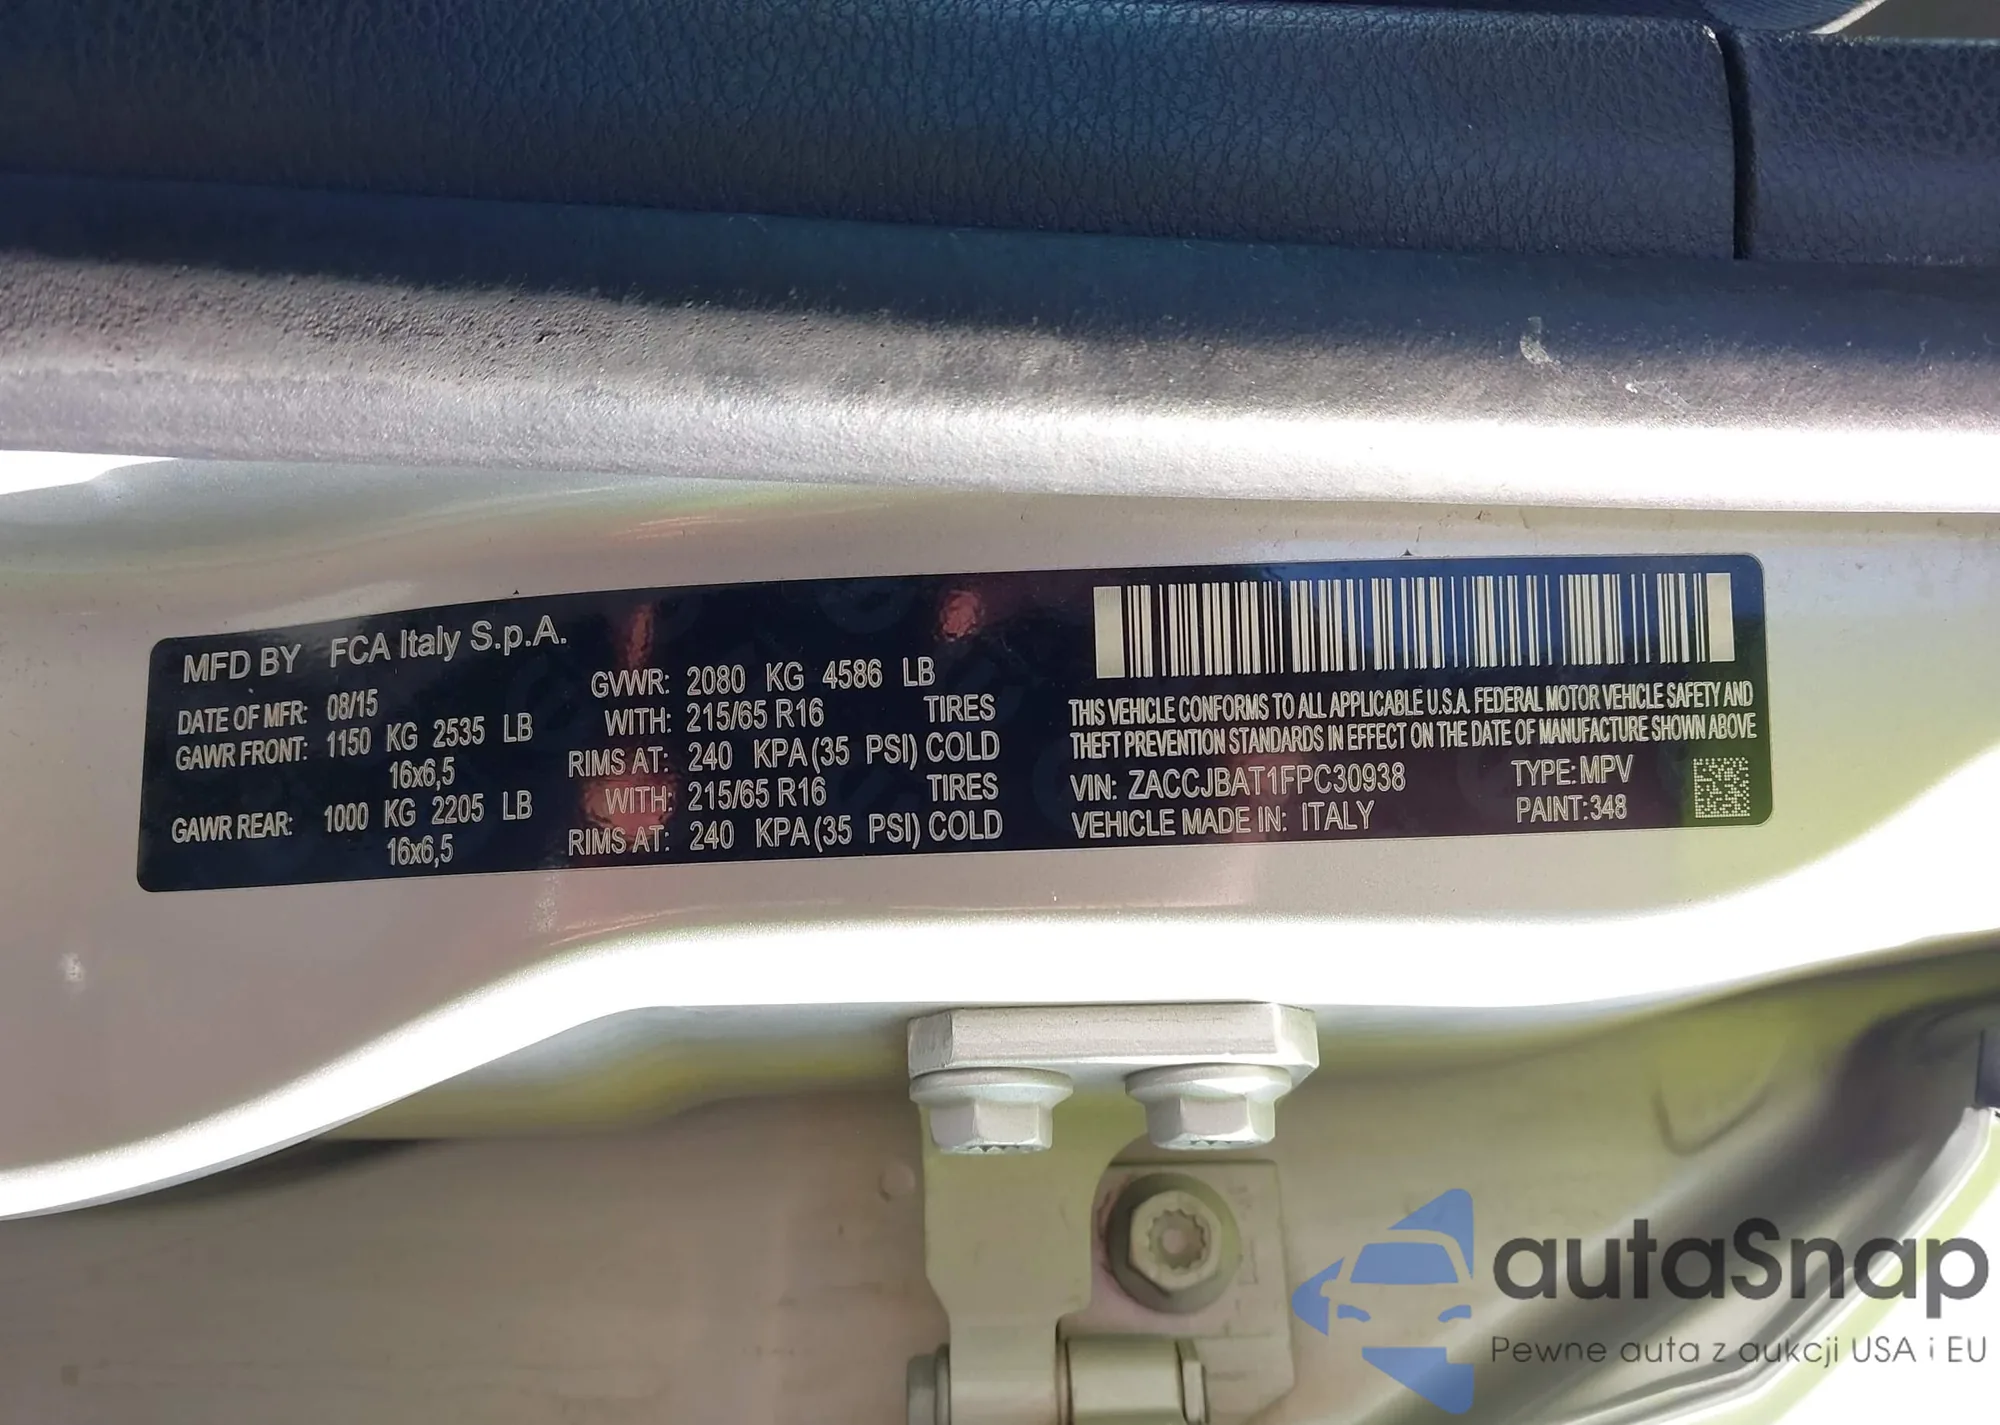 MFD BY FCA Italy S.p.A.
DATE OF MFR: 08/15 GVWR: 2080 KG 4586 LB
GAWR FRONT: 1150 KG 2535 LB WITH: 215/65 R16 TIRES
16x6,5 RIMS AT: 240 KPA(35 PSI) COLD
GAWR REAR: 1000 KG 2205 LB WITH: 215/65 R16 TIRES
16x6,5 RIMS AT: 240 KPA(35 PSI) COLD
THIS VEHICLE CONFORMS TO ALL APPLICABLE U.S.A. FEDERAL MOTOR VEHICLE SAFETY AND
THEFT PREVENTION STANDARDS IN EFFECT ON THE DATE OF MANUFACTURE SHOWN ABOVE
VIN: ZACCJBAT1FPC30938 TYPE: MPV
VEHICLE MADE IN: ITALY PAINT: 348
autaSnap
Pewne auta z aukcji USA i EU